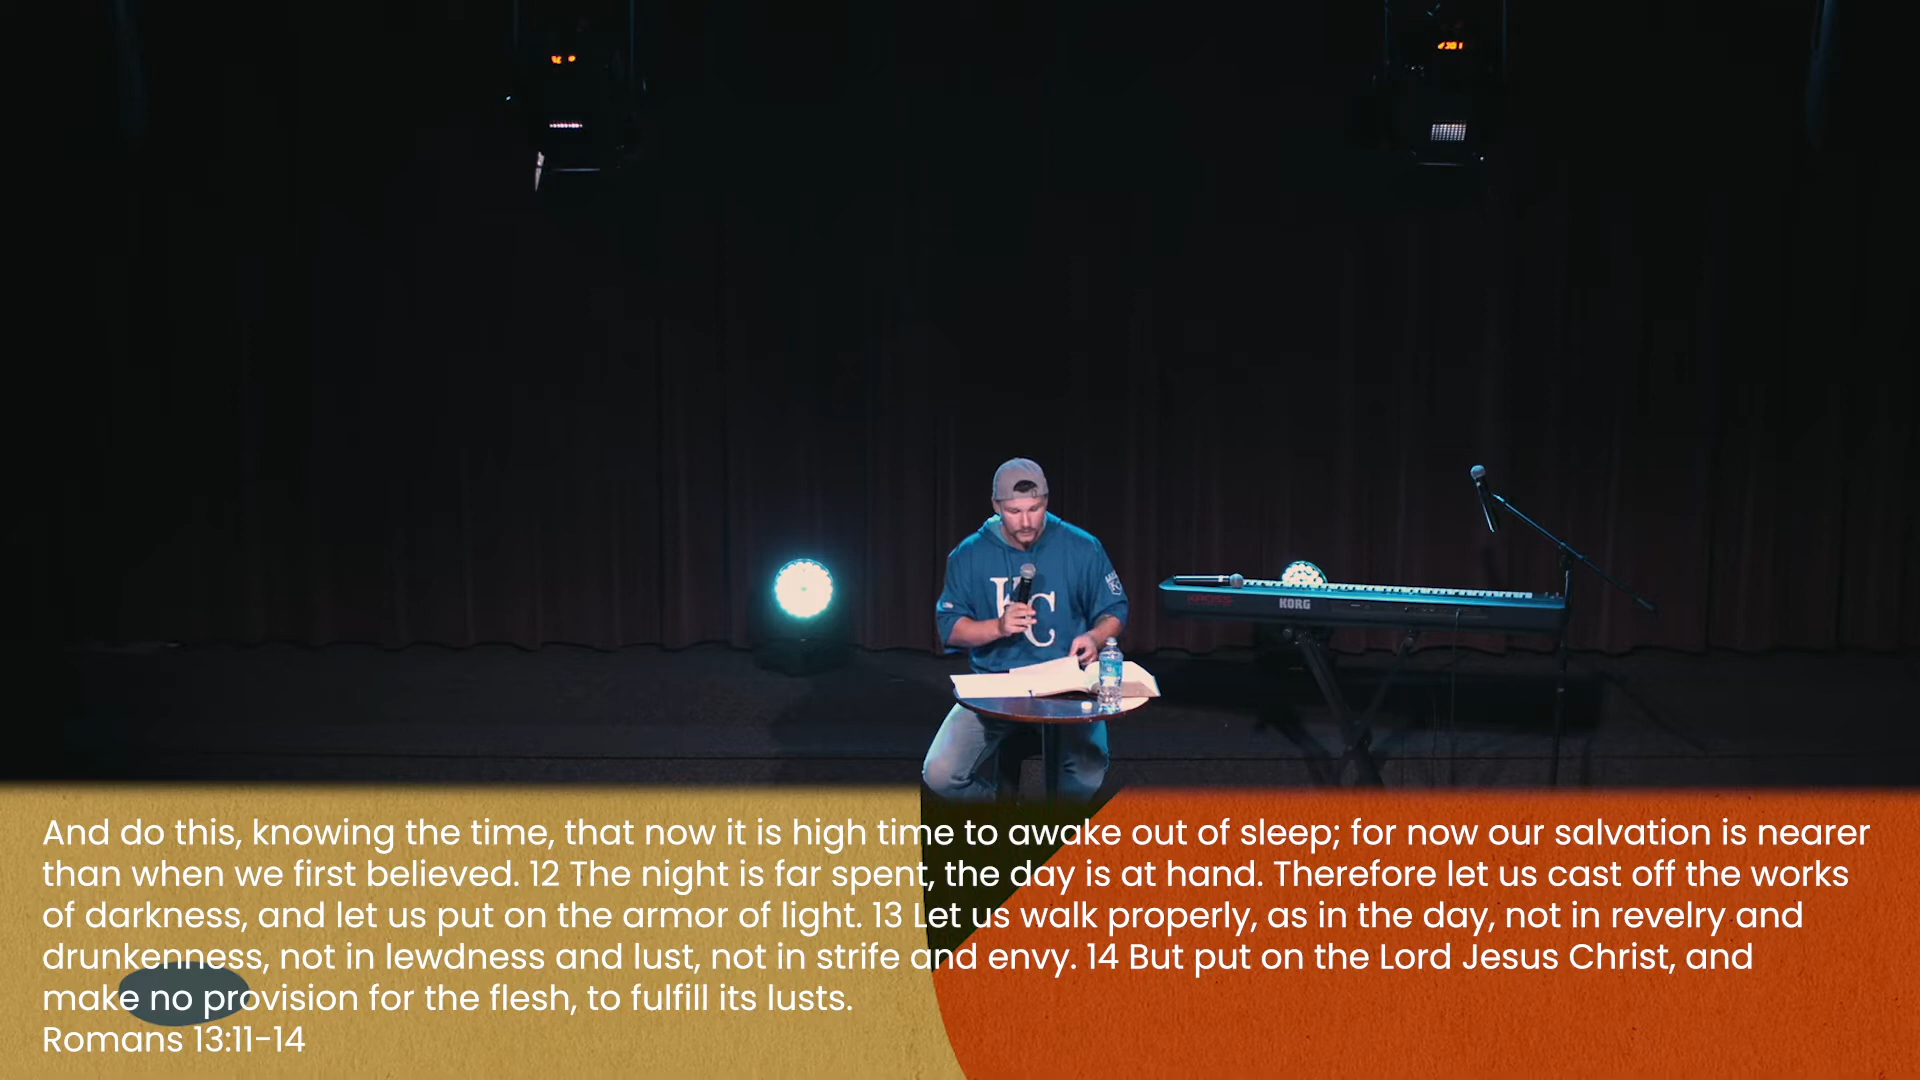 KC
KORG
And do this, knowing the time, that now it is high time to awake out of sleep; for now our salvation is nearer
than when we first believed. 12 The night is far spent, the day is at hand. Therefore let us cast off the works
of darkness, and let us put on the armor of light. 13 Let us walk properly, as in the day, not in revelry and
drunkenness, not in lewdness and lust, not in strife and envy. 14 But put on the Lord Jesus Christ, and
make no provision for the flesh, to fulfill its lusts.
Romans 13:11-14